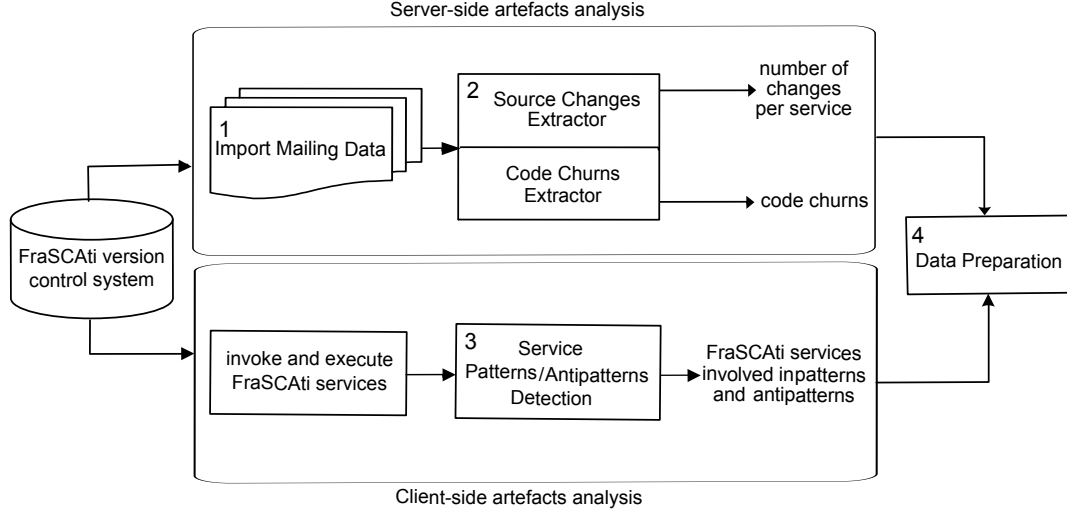 Server-side artefacts analysis
1
Import Mailing Data
2
Source Changes
Extractor
Code Churns
Extractor
number of
changes
per service
code churns
FraSCAti version
control system
4
Data Preparation
invoke and execute
FraSCAti services
3
Service
Patterns/Antipatterns
Detection
FraSCAti services
involved inpatterns
and antipatterns
Client-side artefacts analysis